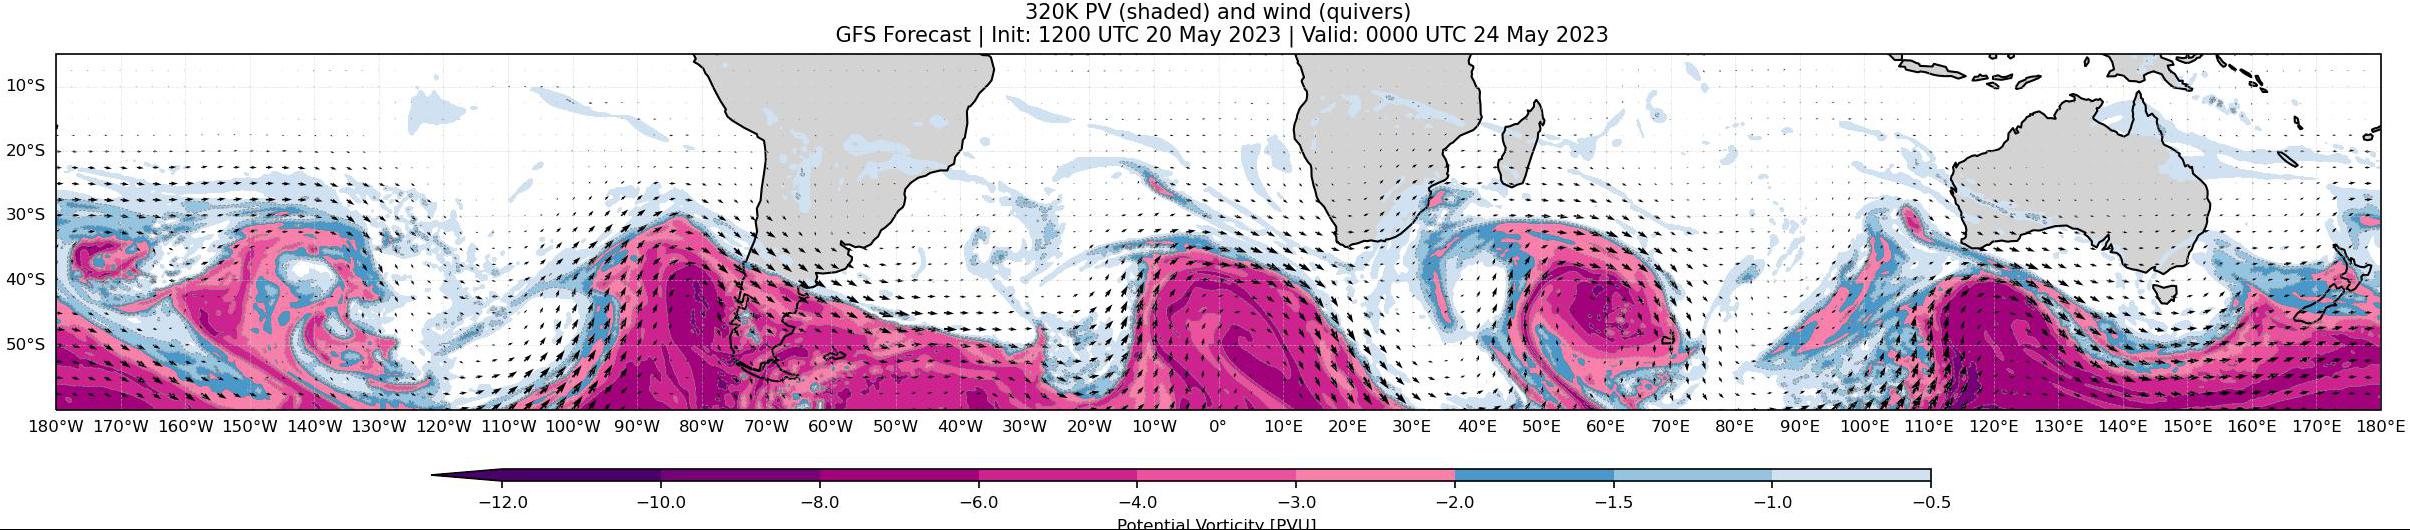 320K PV (shaded) and wind (quivers)
GFS Forecast | Init: 1200 UTC 20 May 2023 | Valid: 0000 UTC 24 May 2023
10°S
20°S
30°S
40°S
50°S
180°W 170°W 160°W 150°W 140°W 130°W 120°W 110°W 100°W 90°W 80°W 70°W 60°W 50°W 40°W 30°W 20°W 10°W 0° 10°E 20°E 30°E 40°E 50°E 60°E 70°E 80°E 90°E 100°E 110°E 120°E 130°E 140°E 150°E 160°E 170°E 180°E
−12.0 −10.0 −8.0 −6.0 −4.0 −3.0 −2.0 −1.5 −1.0 −0.5
Potential Vorticity [PVU]